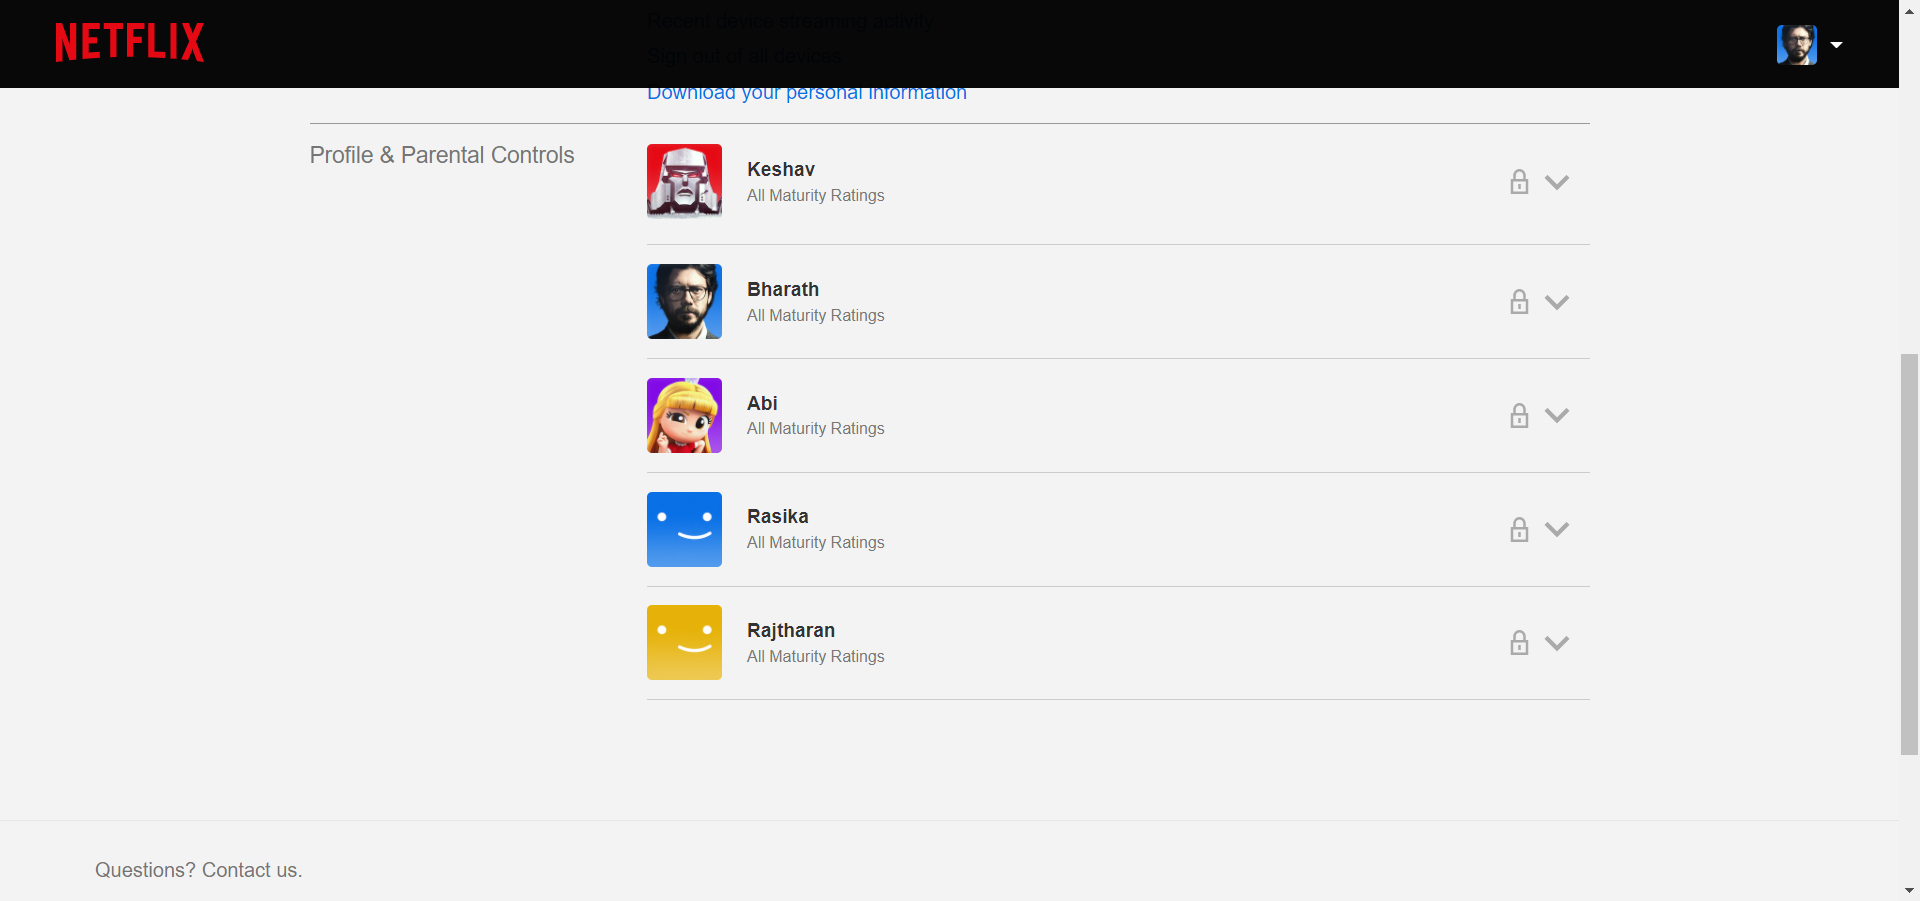 NETFLIX
Recent device streaming activity
Sign out of all devices
Download your personal information
Profile & Parental Controls
Keshav
All Maturity Ratings
Bharath
All Maturity Ratings
Abi
All Maturity Ratings
Rasika
All Maturity Ratings
Rajtharan
All Maturity Ratings
Questions? Contact us.